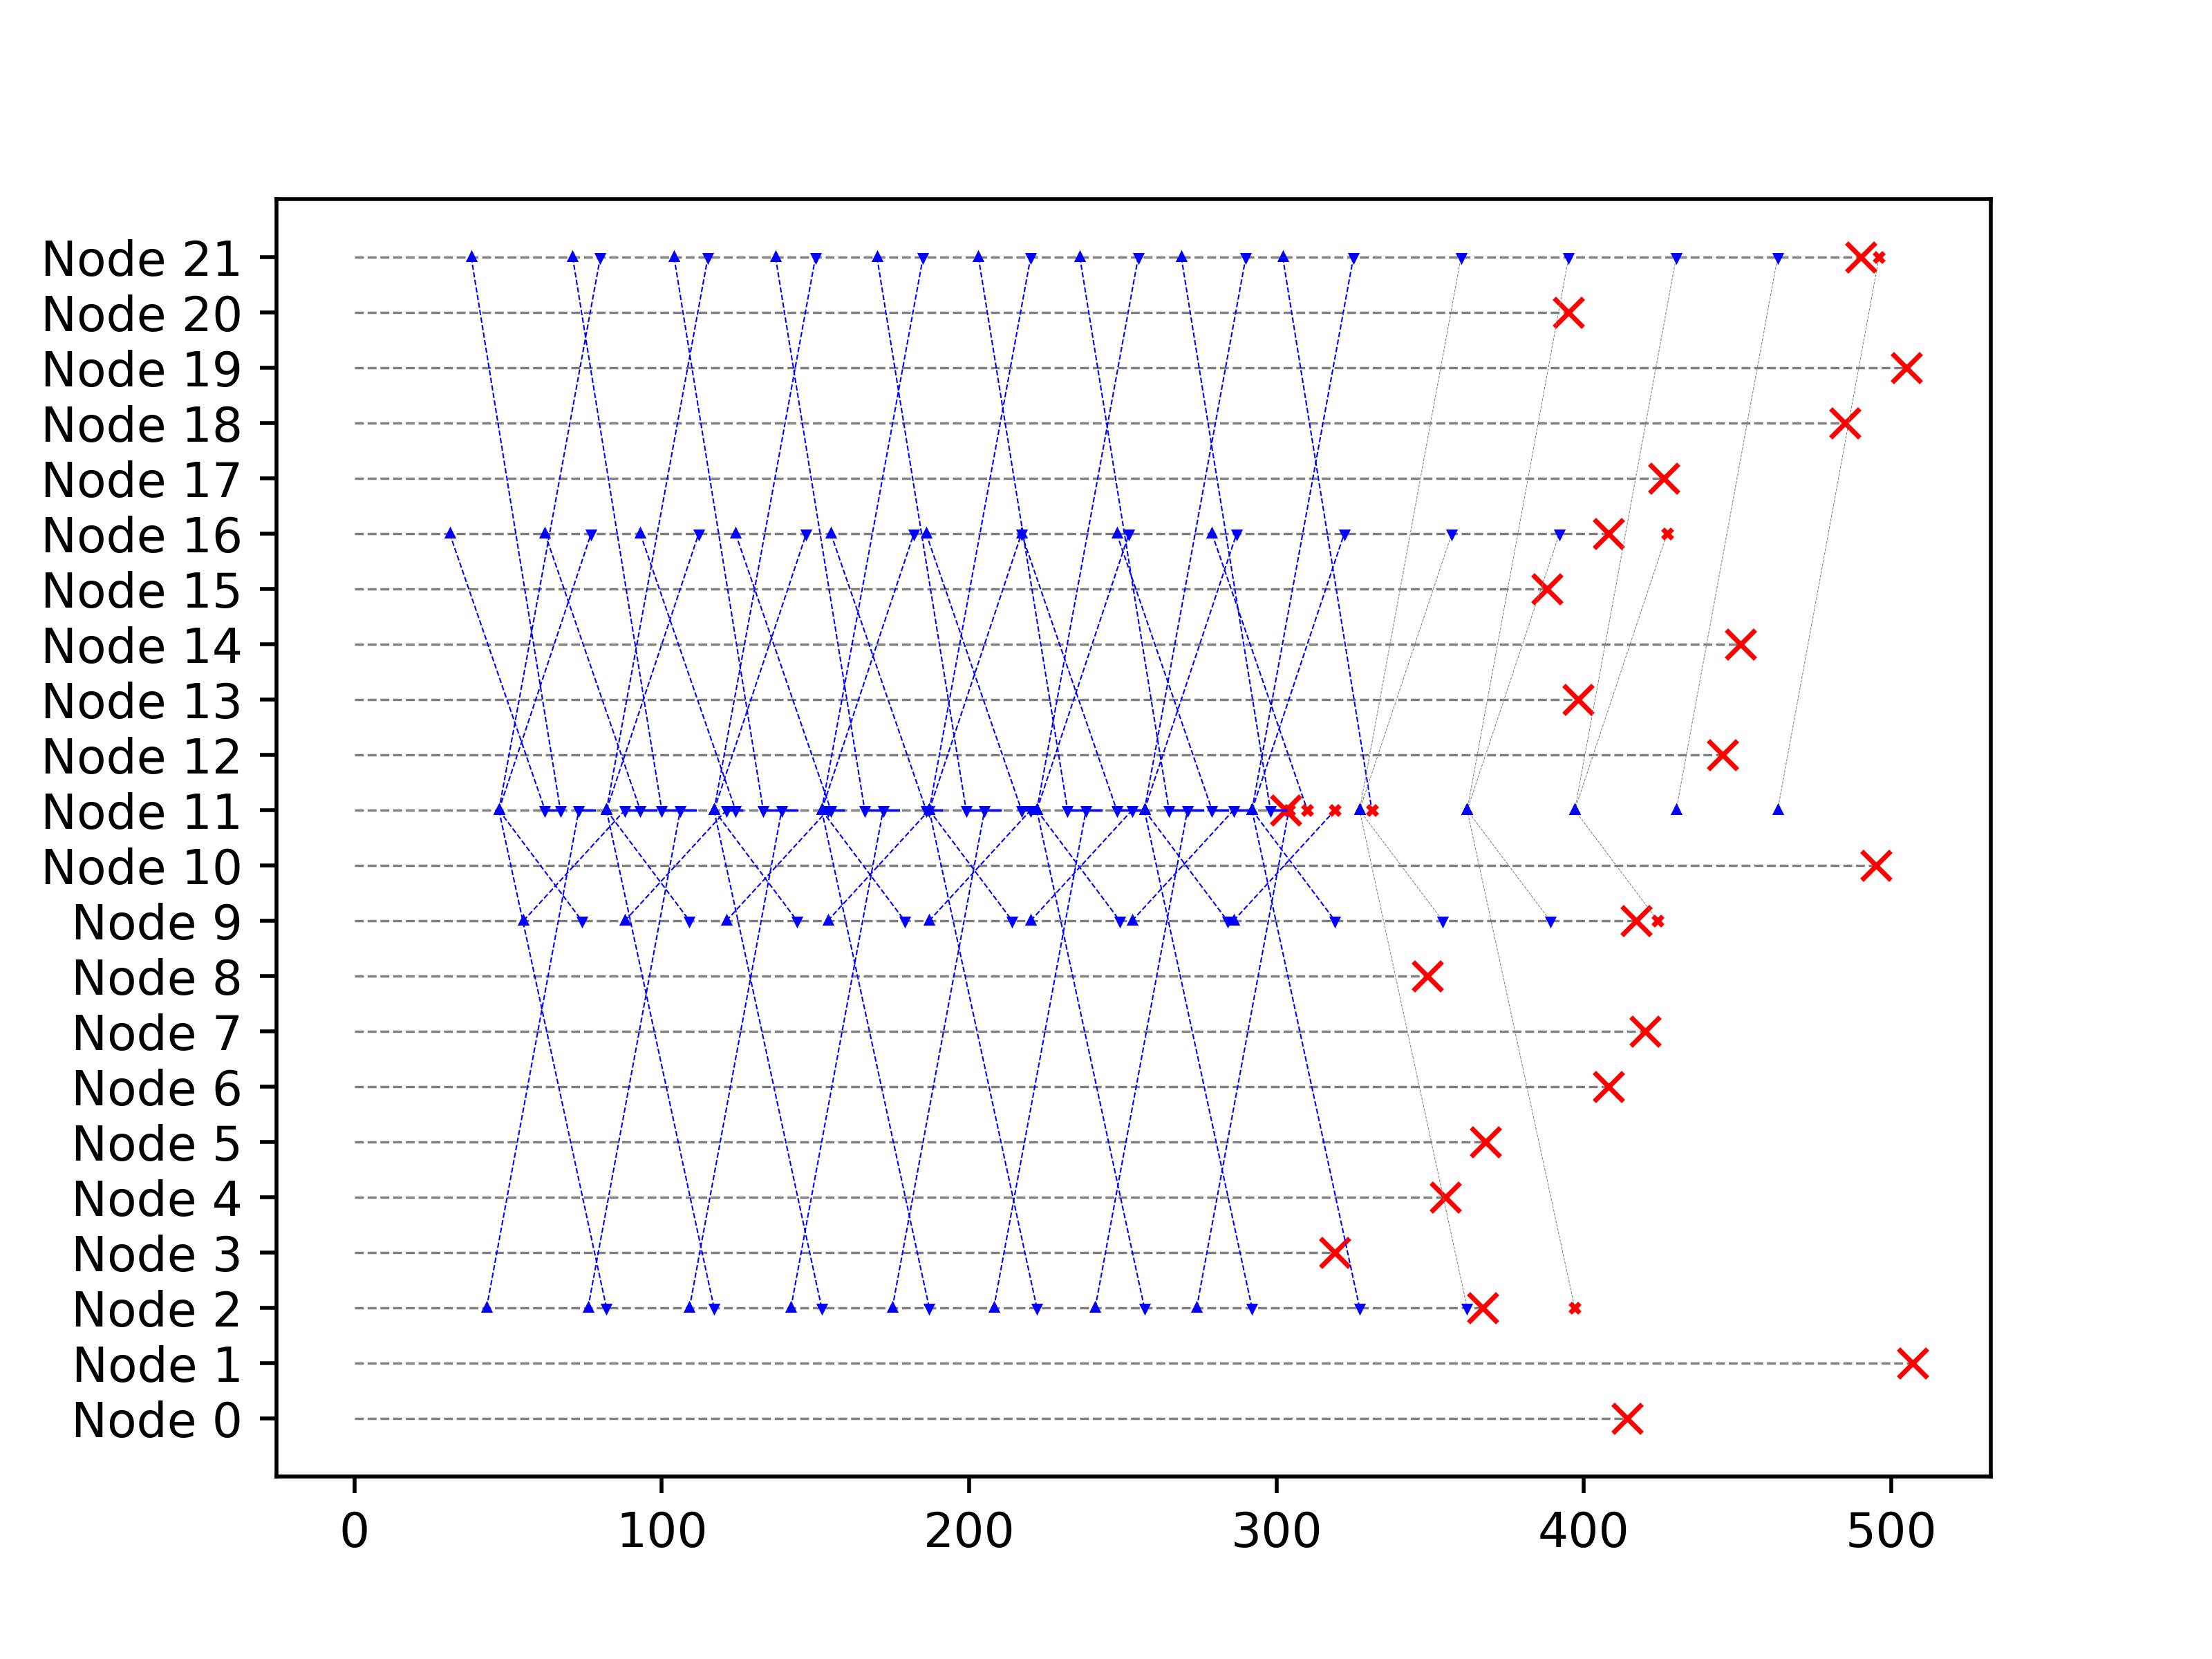 Node 21
Node 20
Node 19
Node 18
Node 17
Node 16
Node 15
Node 14
Node 13
Node 12
Node 11
Node 10
Node 9
Node 8
Node 7
Node 6
Node 5
Node 4
Node 3
Node 2
Node 1
Node 0
0 100 200 300 400 500